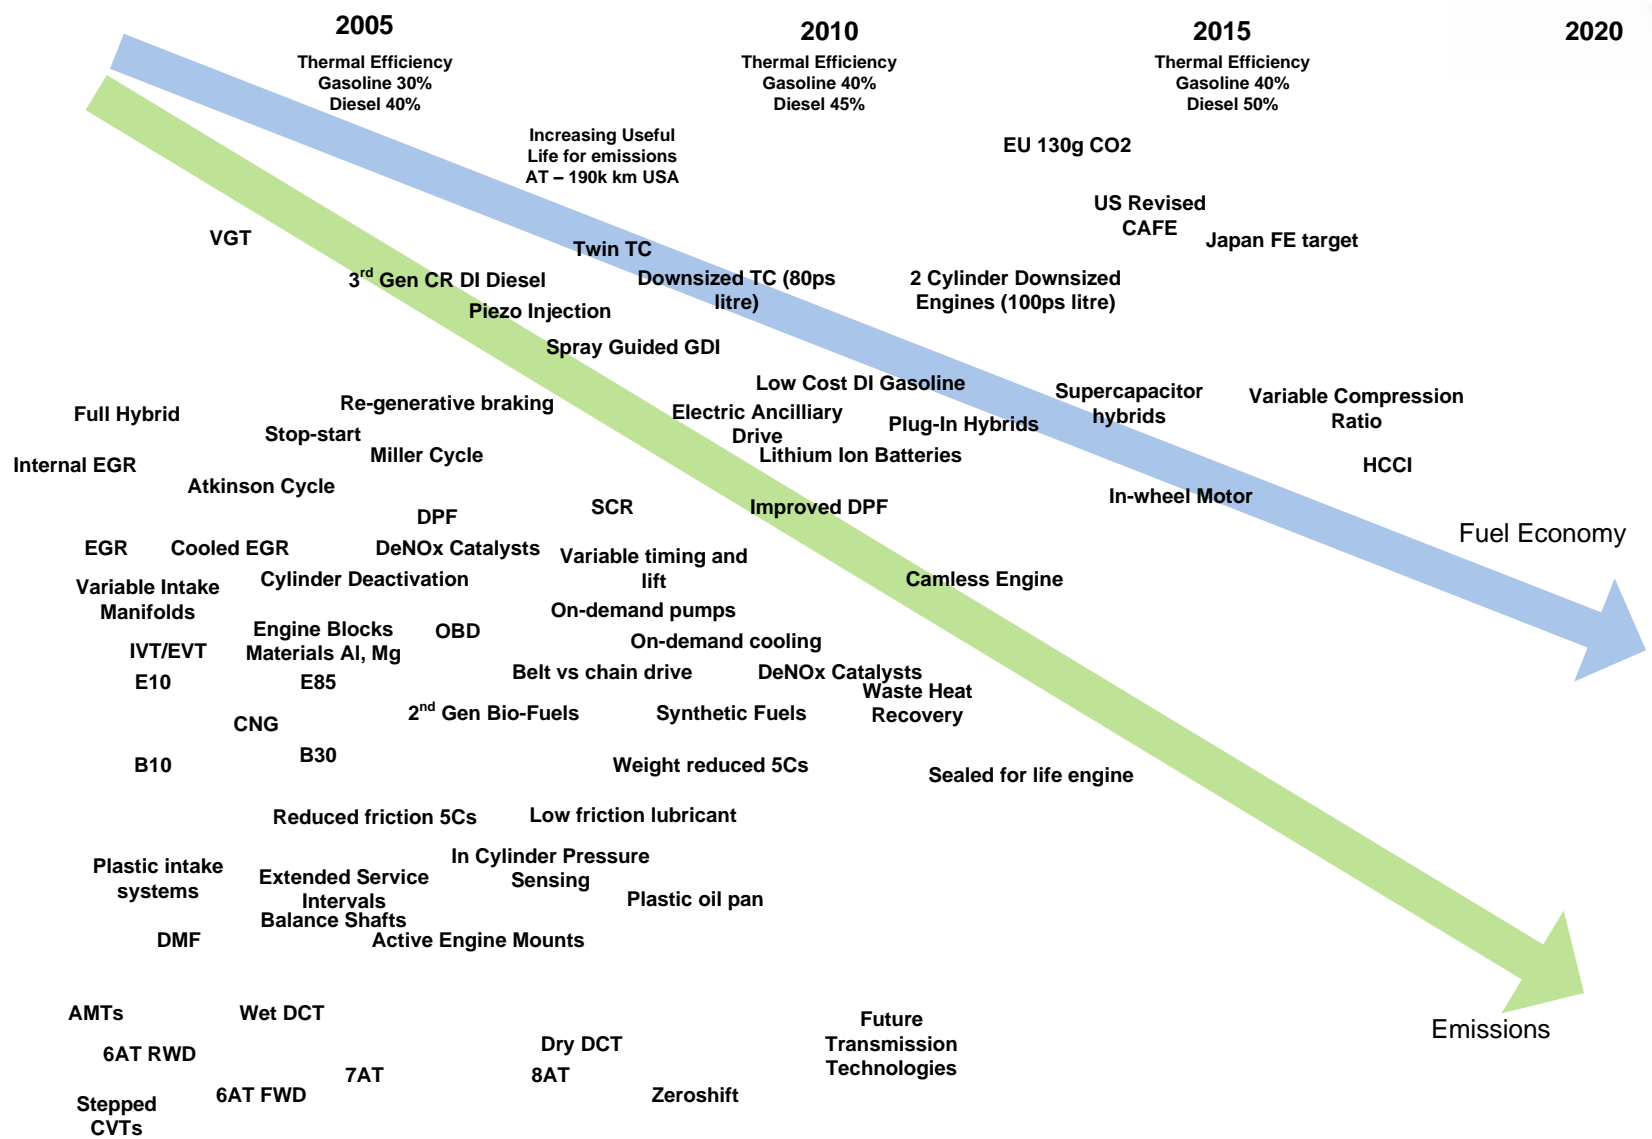 2005
2010
2015
2020
Thermal Efficiency
Gasoline 30%
Diesel 40%
Thermal Efficiency
Gasoline 40%
Diesel 45%
Thermal Efficiency
Gasoline 40%
Diesel 50%
Increasing Useful
Life for emissions
AT – 190k km USA
EU 130g CO2
US Revised
CAFE
Japan FE target
VGT
Twin TC
3rd Gen CR DI Diesel
Downsized TC (80ps
litre)
2 Cylinder Downsized
Engines (100ps litre)
Piezo Injection
Spray Guided GDI
Low Cost DI Gasoline
Supercapacitor
hybrids
Variable Compression
Ratio
Full Hybrid
Re-generative braking
Electric Ancilliary
Drive
Plug-In Hybrids
Stop-start
Internal EGR
Miller Cycle
Lithium Ion Batteries
HCCI
Atkinson Cycle
In-wheel Motor
DPF
SCR
Improved DPF
Fuel Economy
EGR
Cooled EGR
DeNOx Catalysts
Variable timing and
lift
Variable Intake
Manifolds
Cylinder Deactivation
Camless Engine
On-demand pumps
Engine Blocks
Materials Al, Mg
OBD
On-demand cooling
IVT/EVT
Belt vs chain drive
DeNOx Catalysts
E10
E85
Waste Heat
Recovery
2nd Gen Bio-Fuels
Synthetic Fuels
CNG
B10
B30
Weight reduced 5Cs
Sealed for life engine
Reduced friction 5Cs
Low friction lubricant
In Cylinder Pressure
Sensing
Plastic intake
systems
Extended Service
Intervals
Plastic oil pan
Balance Shafts
DMF
Active Engine Mounts
AMTs
Wet DCT
Future
Transmission
Technologies
Emissions
6AT RWD
Dry DCT
7AT
8AT
6AT FWD
Zeroshift
Stepped
CVTs